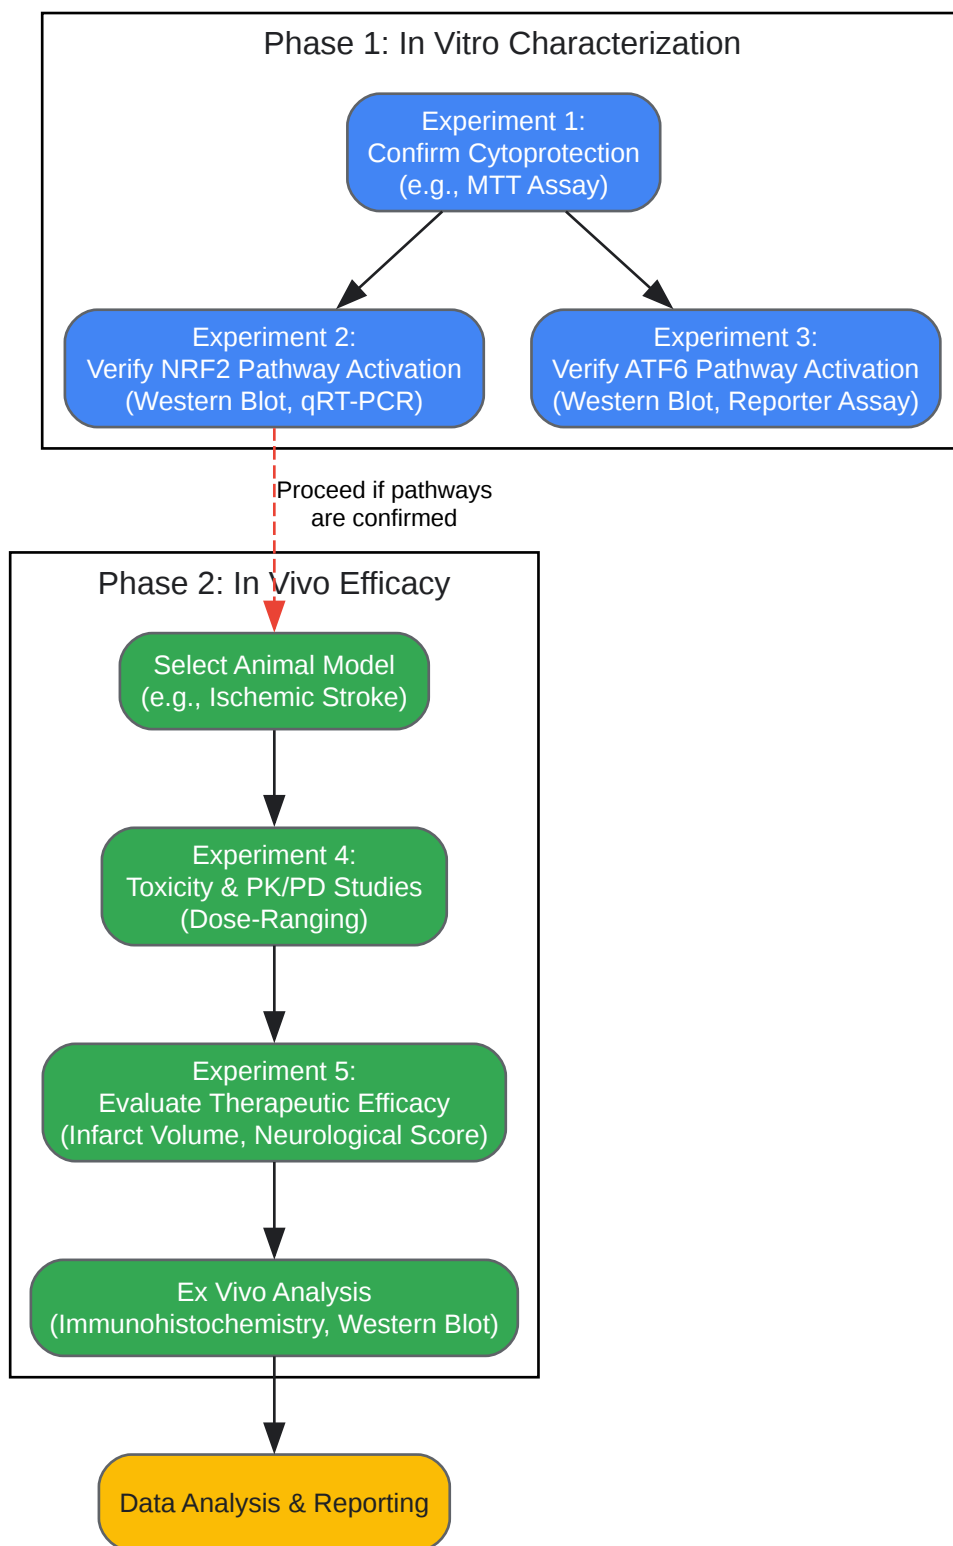 Phase 1: In Vitro Characterization
Experiment 1:
Confirm Cytoprotection
(e.g., MTT Assay)
Experiment 2:
Verify NRF2 Pathway Activation
(Western Blot, qRT-PCR)
Experiment 3:
Verify ATF6 Pathway Activation
(Western Blot, Reporter Assay)
Proceed if pathways
are confirmed
Phase 2: In Vivo Efficacy
Select Animal Model
(e.g., Ischemic Stroke)
Experiment 4:
Toxicity & PK/PD Studies
(Dose-Ranging)
Experiment 5:
Evaluate Therapeutic Efficacy
(Infarct Volume, Neurological Score)
Ex Vivo Analysis
(Immunohistochemistry, Western Blot)
Data Analysis & Reporting